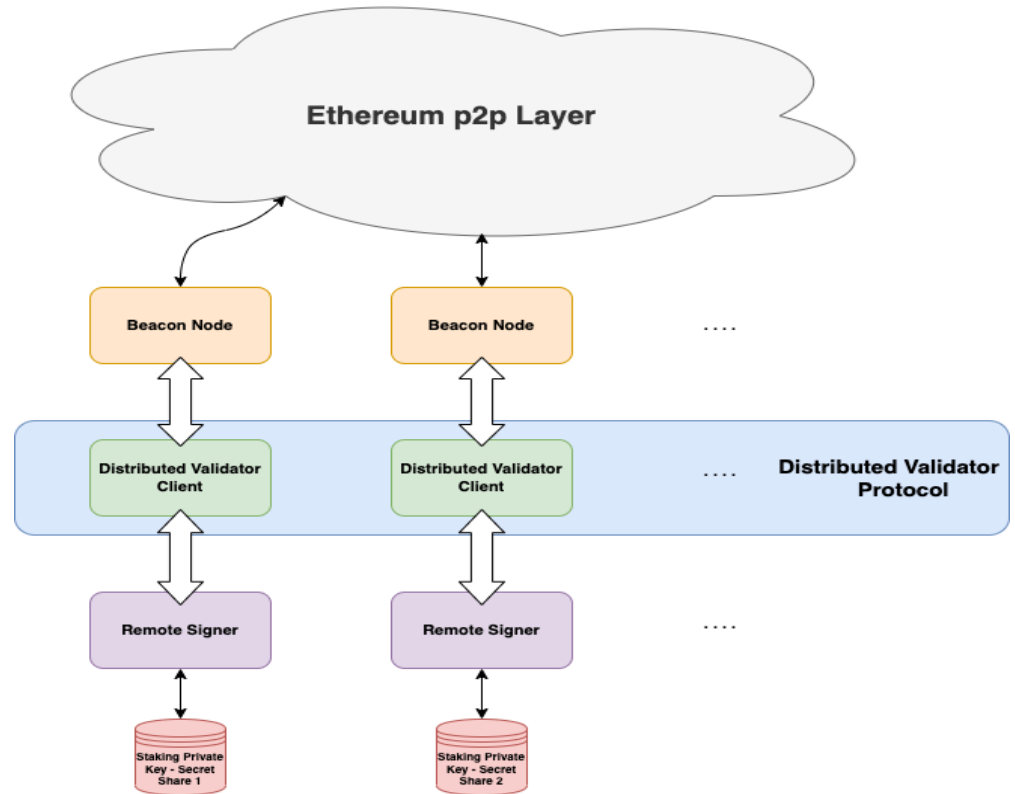 Ethereum p2p Layer
Beacon Node
Beacon Node
....
Distributed Validator
Client
Distributed Validator
Client
....
Distributed Validator
Protocol
Remote Signer
Remote Signer
....
Staking Private
Key - Secret
Share 1
Staking Private
Key - Secret
Share 2